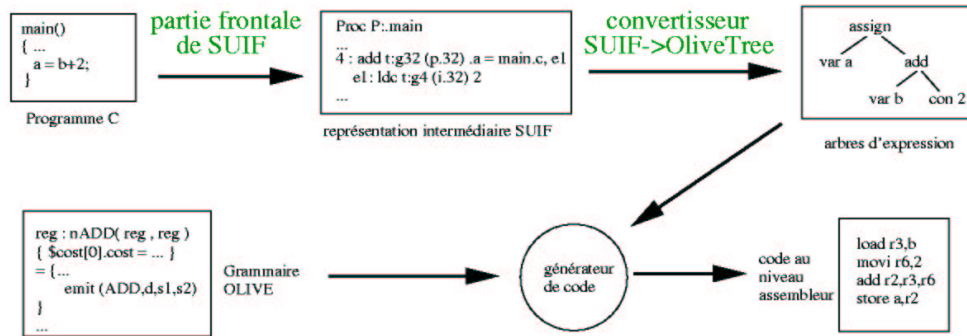 main()
{ ...
a = b+2;
}
Programme C
partie frontale
de SUIF
Proc P:.main
...
4 : add t:g32 (p.32) .a = main.c, e1
e1 : ldc t:g4 (i.32) 2
...
représentation intermédiaire SUIF
convertisseur
SUIF->OliveTree
assign
var a
add
var b
con 2
arbres d'expression
reg : nADD( reg , reg )
{ $cost[0].cost = ... }
= {...
emit (ADD,d,s1,s2)
}
...
Grammaire
OLIVE
générateur
de code
code au
niveau
assembleur
load r3,b
movi r6,2
add r2,r3,r6
store a,r2